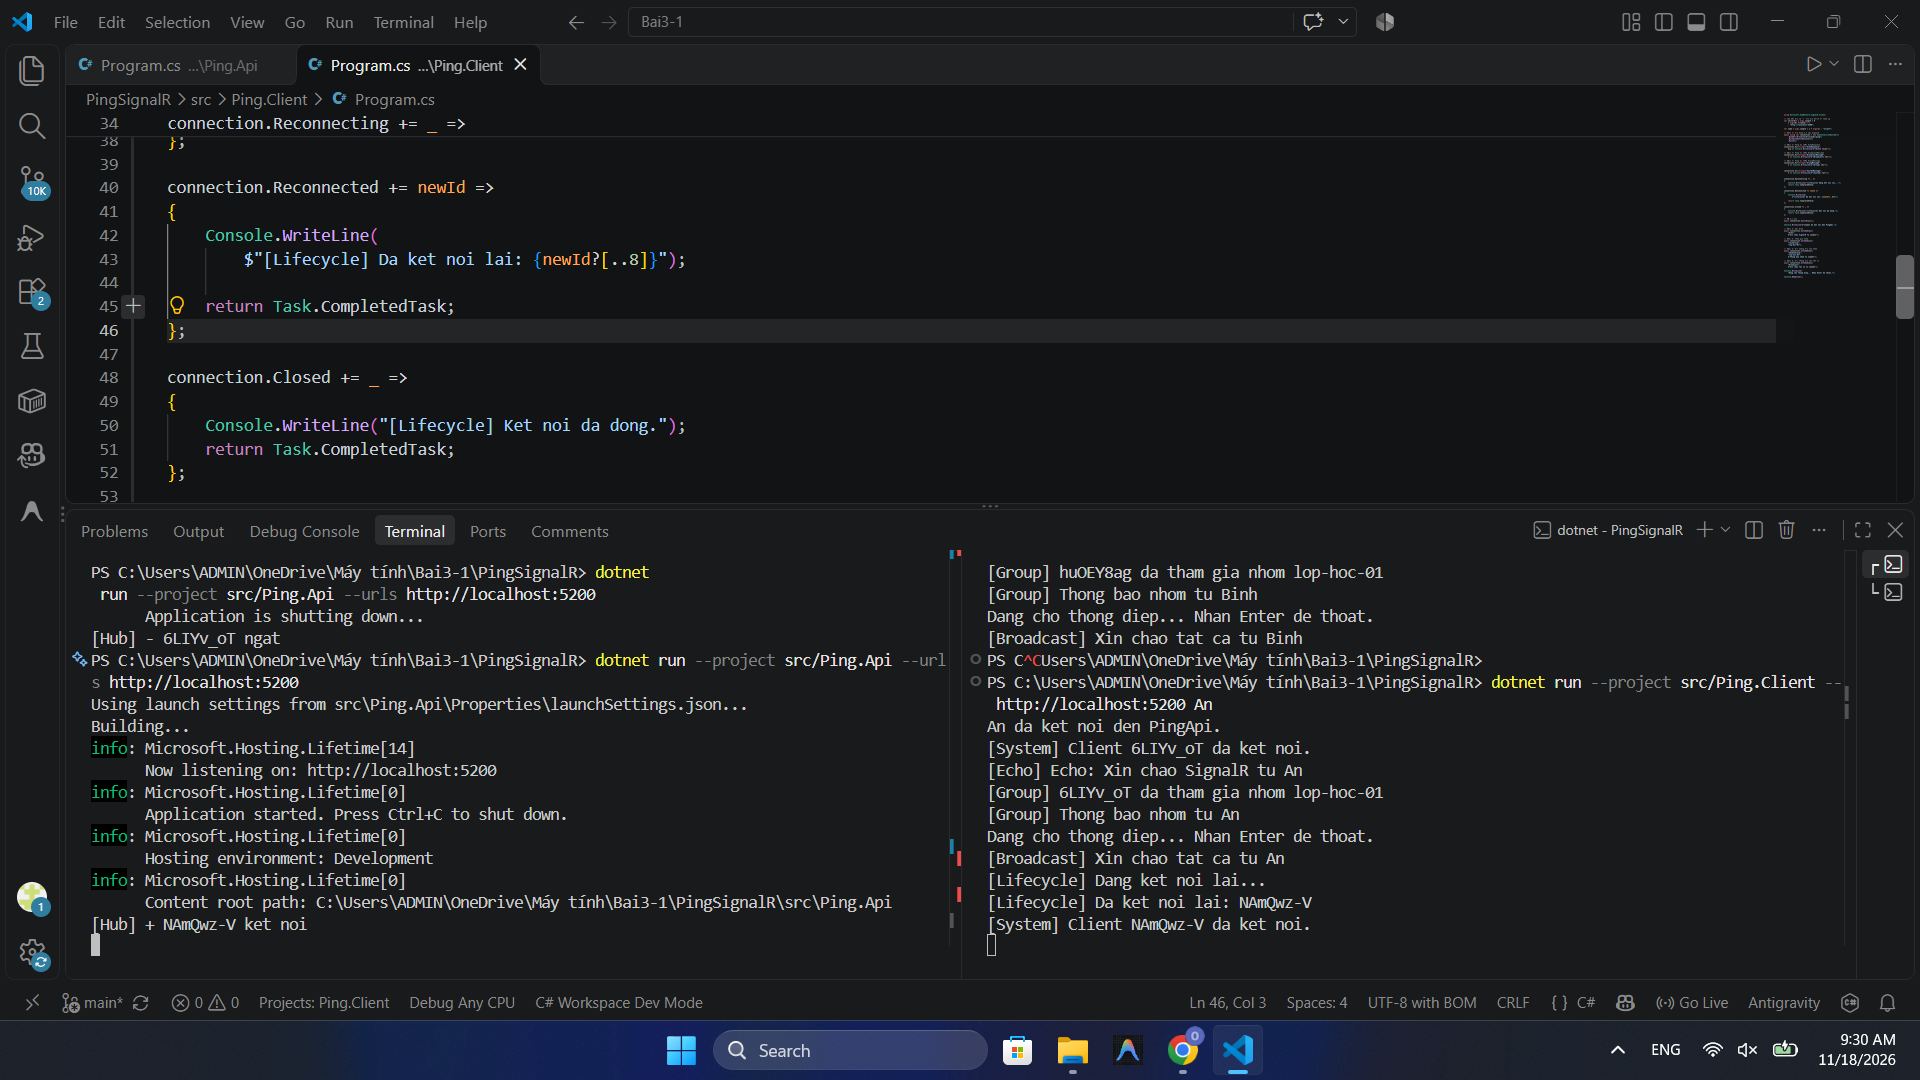 File Edit Selection View Go Run Terminal Help
Bai3-1
Program.cs ...\Ping.Api
Program.cs ...\Ping.Client
PingSignalR > src > Ping.Client > Program.cs
34 connection.Reconnecting += _ =>
38 };
39
40 connection.Reconnected += newId =>
41 {
42 Console.WriteLine(
43 $"[Lifecycle] Da ket noi lai: {newId?[..8]}");
44
45 return Task.CompletedTask;
46 };
47
48 connection.Closed += _ =>
49 {
50 Console.WriteLine("[Lifecycle] Ket noi da dong.");
51 return Task.CompletedTask;
52 };
53
10K
2
1
Problems Output Debug Console Terminal Ports Comments
dotnet - PingSignalR
PS C:\Users\ADMIN\OneDrive\Máy tính\Bai3-1\PingSignalR> dotnet
run --project src/Ping.Api --urls http://localhost:5200
Application is shutting down...
[Hub] - 6LIYv_oT ngat
PS C:\Users\ADMIN\OneDrive\Máy tính\Bai3-1\PingSignalR> dotnet run --project src/Ping.Api --url
s http://localhost:5200
Using launch settings from src\Ping.Api\Properties\launchSettings.json...
Building...
info: Microsoft.Hosting.Lifetime[14]
Now listening on: http://localhost:5200
info: Microsoft.Hosting.Lifetime[0]
Application started. Press Ctrl+C to shut down.
info: Microsoft.Hosting.Lifetime[0]
Hosting environment: Development
info: Microsoft.Hosting.Lifetime[0]
Content root path: C:\Users\ADMIN\OneDrive\Máy tính\Bai3-1\PingSignalR\src\Ping.Api
[Hub] + NAmQwz-V ket noi
[Group] huOEY8ag da tham gia nhom lop-hoc-01
[Group] Thong bao nhom tu Binh
Dang cho thong diep... Nhan Enter de thoat.
[Broadcast] Xin chao tat ca tu Binh
PS C^CUsers\ADMIN\OneDrive\Máy tính\Bai3-1\PingSignalR>
PS C:\Users\ADMIN\OneDrive\Máy tính\Bai3-1\PingSignalR> dotnet run --project src/Ping.Client --
http://localhost:5200 An
An da ket noi den PingApi.
[System] Client 6LIYv_oT da ket noi.
[Echo] Echo: Xin chao SignalR tu An
[Group] 6LIYv_oT da tham gia nhom lop-hoc-01
[Group] Thong bao nhom tu An
Dang cho thong diep... Nhan Enter de thoat.
[Broadcast] Xin chao tat ca tu An
[Lifecycle] Dang ket noi lai...
[Lifecycle] Da ket noi lai: NAmQwz-V
[System] Client NAmQwz-V da ket noi.
main* 0 0 Projects: Ping.Client Debug Any CPU C# Workspace Dev Mode
Ln 46, Col 3 Spaces: 4 UTF-8 with BOM CRLF { } C# Go Live Antigravity
Search
0
ENG
9:30 AM
11/18/2026